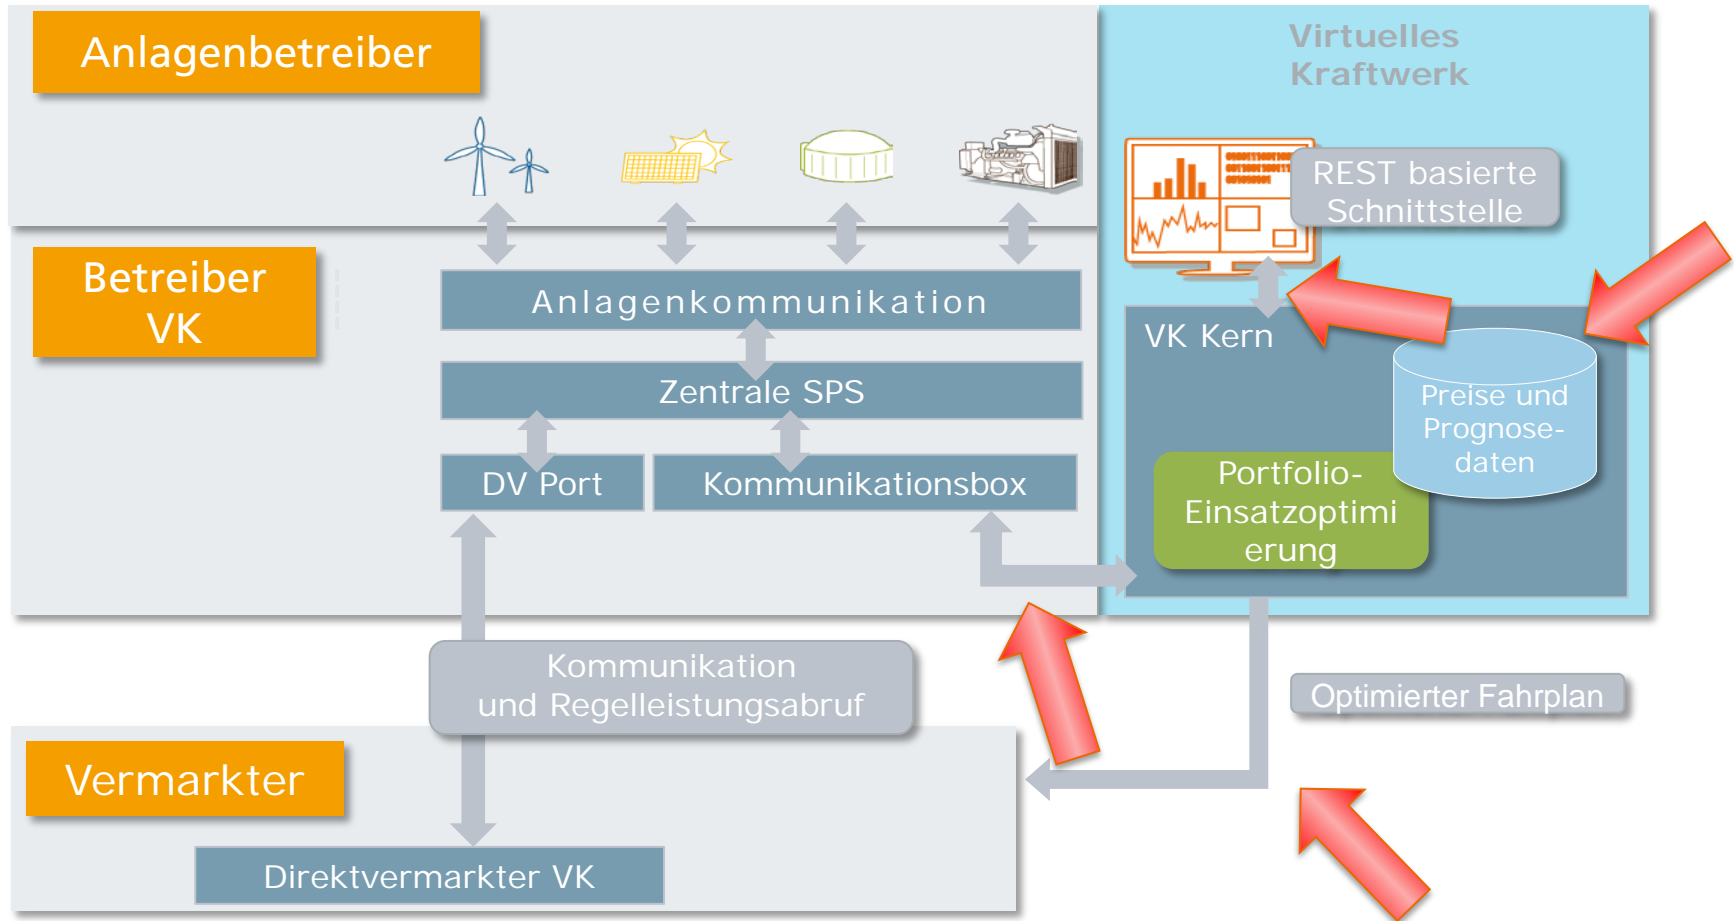 Anlagenbetreiber
Virtuelles
Kraftwerk
REST basierte
Schnittstelle
Betreiber
VK
Anlagenkommunikation
VK Kern
Zentrale SPS
Preise und
Prognose-
daten
DV Port
Kommunikationsbox
Portfolio-
Einsatzoptimi
erung
Kommunikation
und Regelleistungsabruf
Optimierter Fahrplan
Vermarkter
Direktvermarkter VK